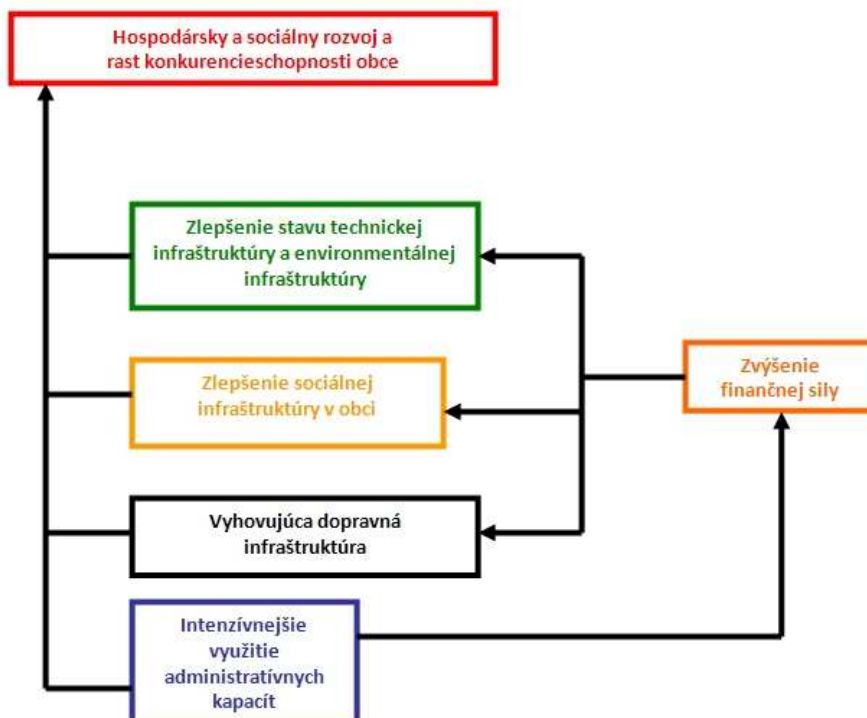 Hospodársky a sociálny rozvoj a
rast konkurencieschopnosti obce
Zlepšenie stavu technickej
infraštruktúry a environmentálnej
infraštruktúry
Zlepšenie sociálnej
infraštruktúry v obci
Zvýšenie
finančnej sily
Vyhovujúca dopravná
infraštruktúra
Intenzívnejšie
využitie
administratívnych
kapacít